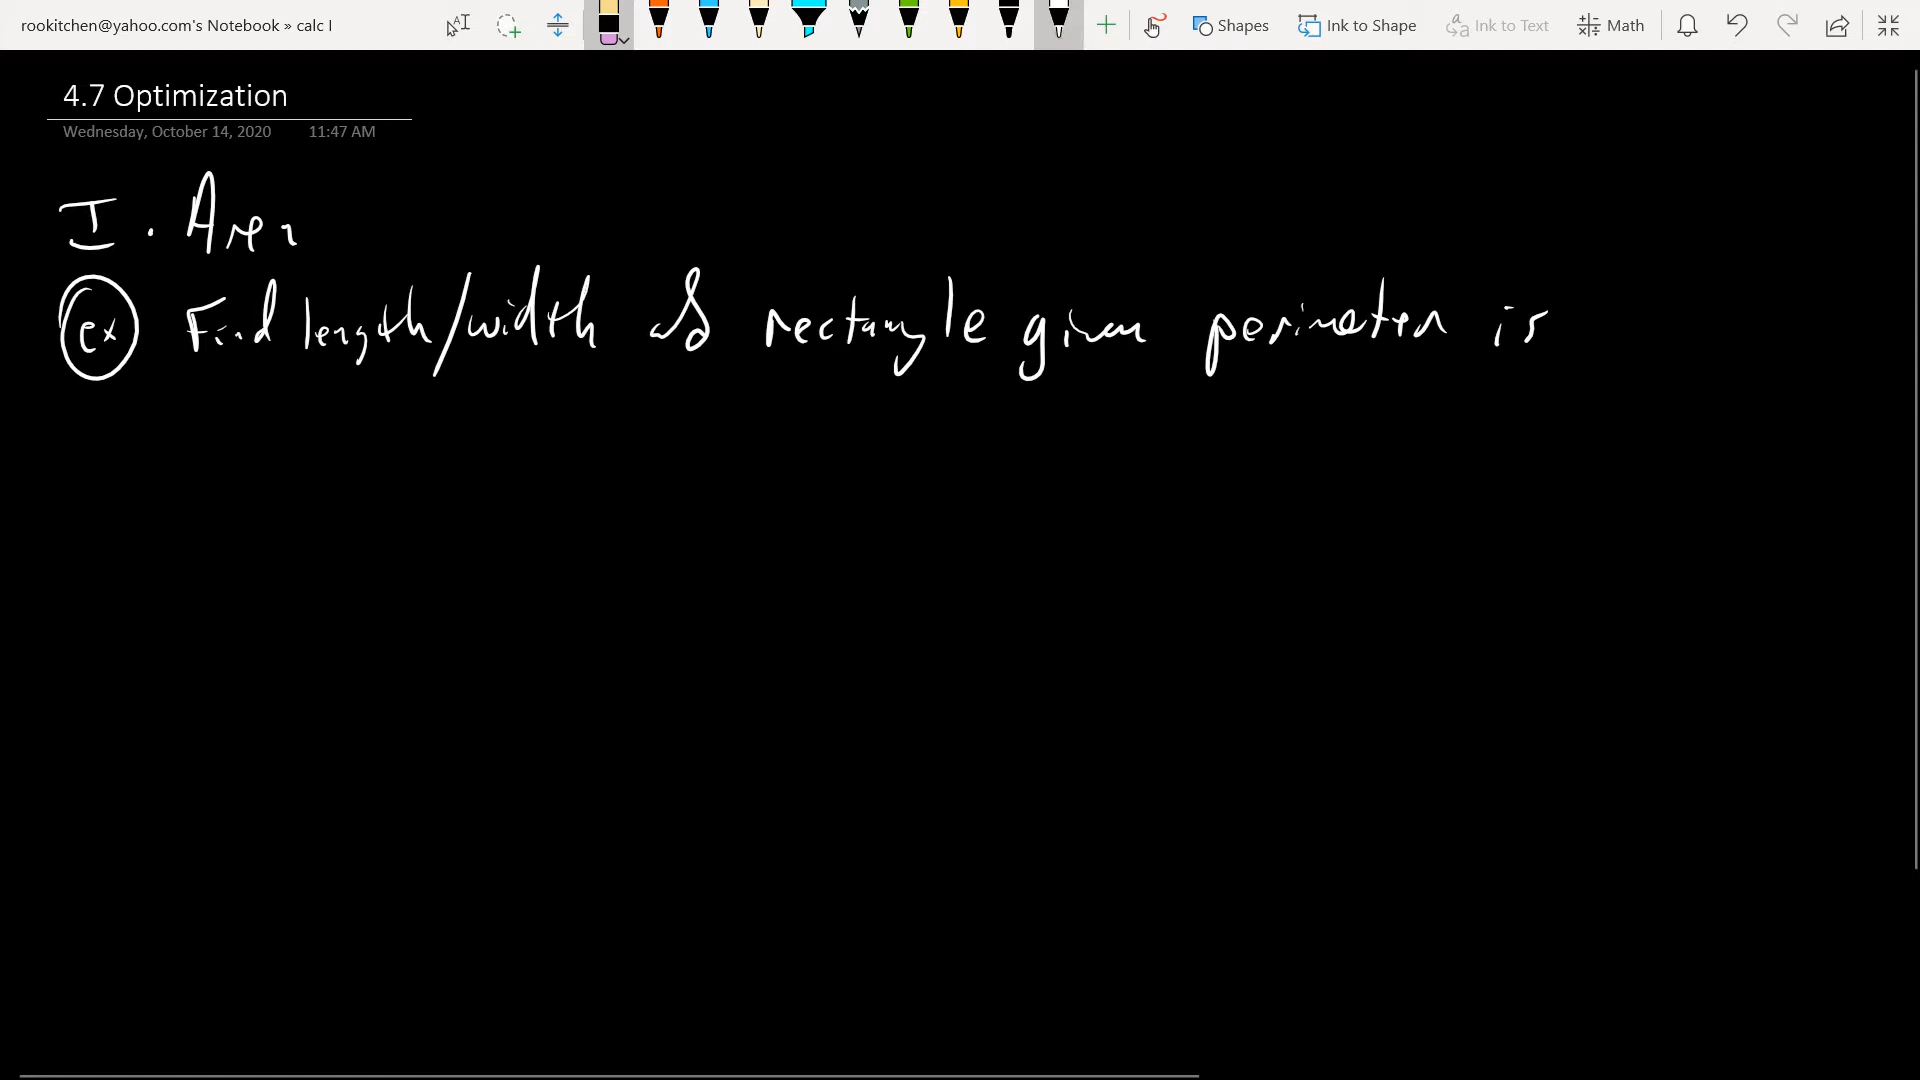 rookitchen@yahoo.com's Notebook » calc I
Shapes
Ink to Shape
Ink to Text
Math
4.7 Optimization
Wednesday, October 14, 2020 11:47 AM
I. Area
ex Find length/width of rectangle given perimeter is